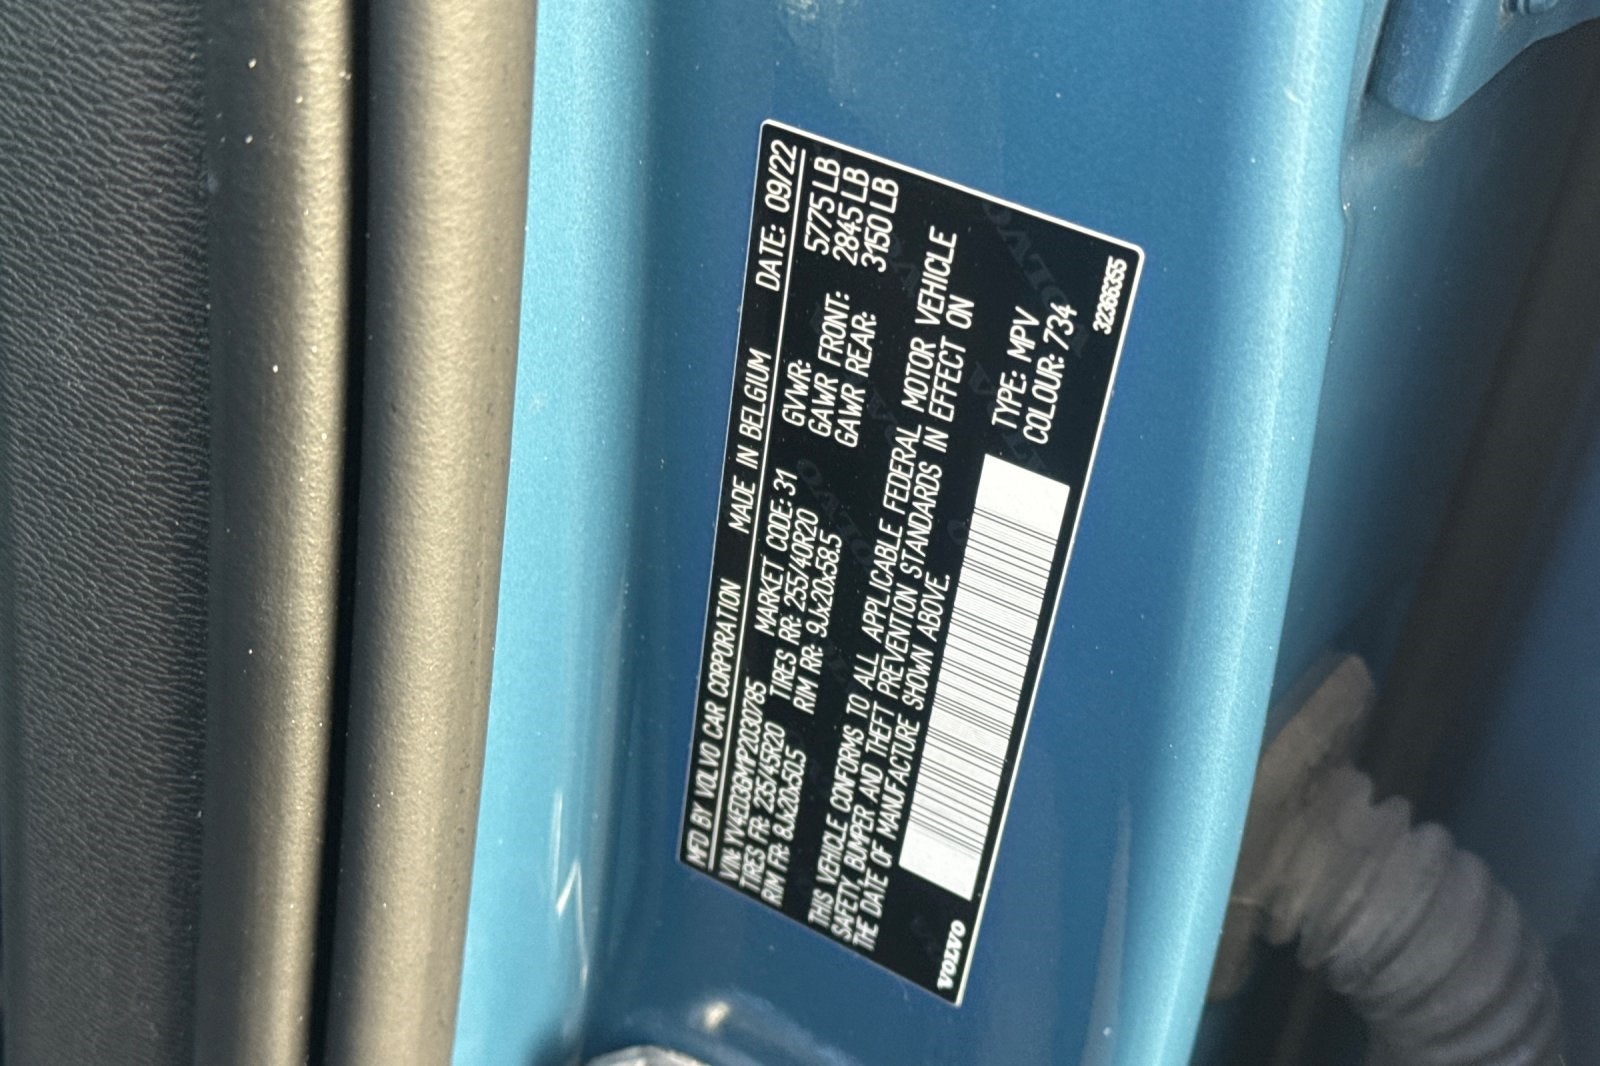 MFD BY VOLVO CAR CORPORATION MADE IN BELGIUM DATE: 09/22
VIN: YV4ED3GM1P2030785 MARKET CODE: 31 GVWR: 5775 LB
TIRES FR: 235/45R20 TIRES RR: 255/40R20 GAWR FRONT: 2845 LB
RIM FR: 8Jx20x50.5 RIM RR: 9Jx20x58.5 GAWR REAR: 3150 LB
THIS VEHICLE CONFORMS TO ALL APPLICABLE FEDERAL MOTOR VEHICLE
SAFETY, BUMPER AND THEFT PREVENTION STANDARDS IN EFFECT ON
THE DATE OF MANUFACTURE SHOWN ABOVE.
TYPE: MPV
COLOUR: 734
VOLVO 32366355